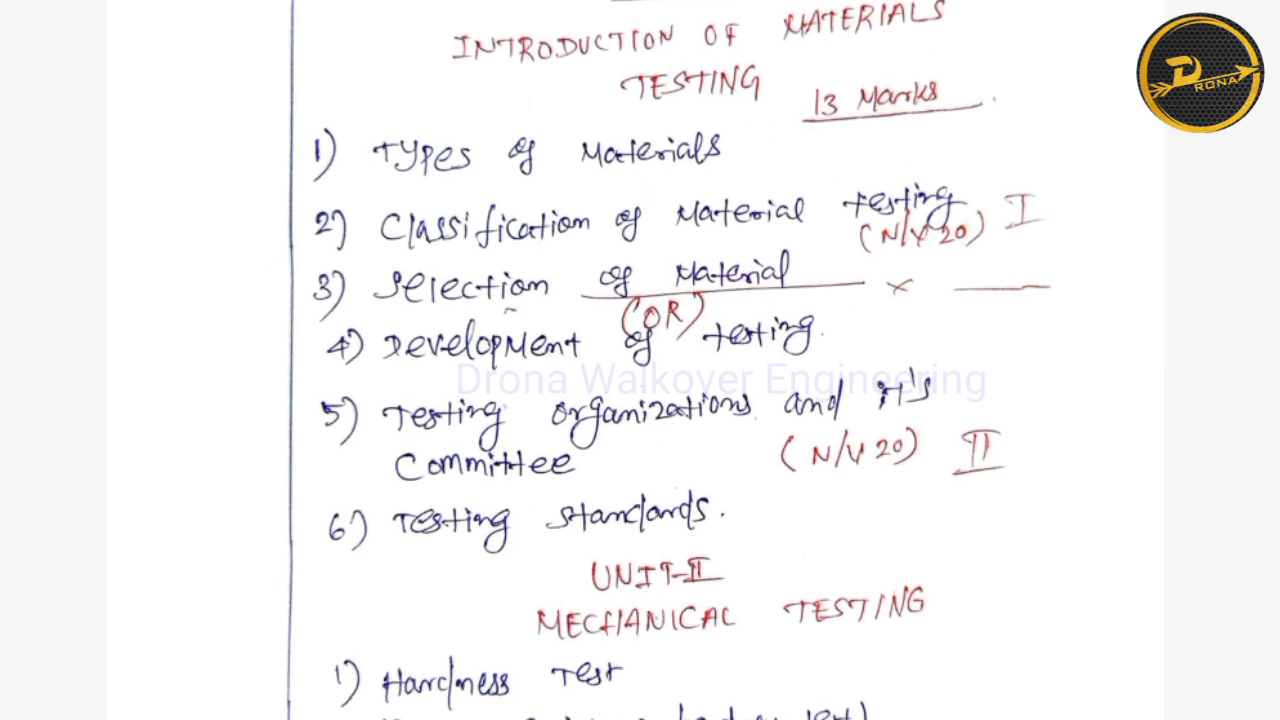 INTRODUCTION OF MATERIALS
TESTING
13 Marks
1) Types of Materials
2) Classification of Material testing I
(N/V 20)
3) Selection of Material x
(OR)
4) Development of testing.
Drona Walkover Engineering
5) Testing organizations and it's
Committee (N/V 20) II
6) Testing Standards.
UNIT-II
MECHANICAL TESTING
1) Hardness Test
DRONA